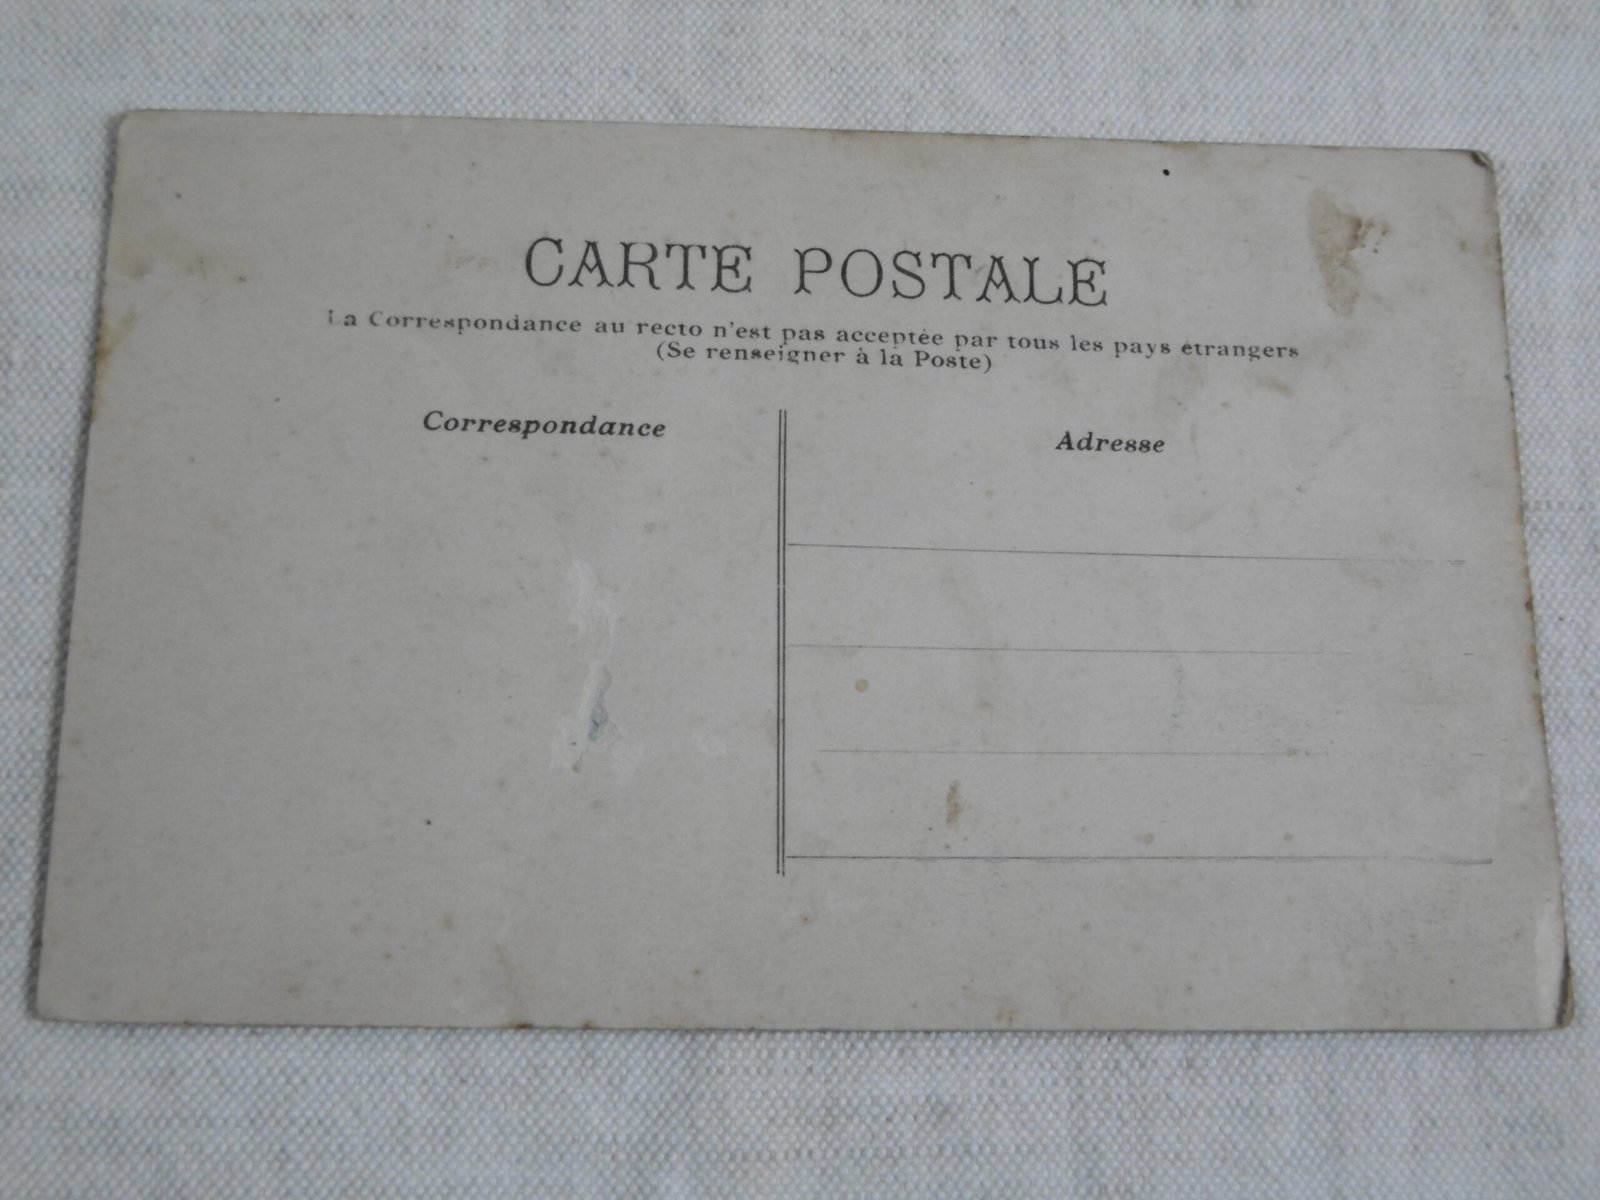 CARTE POSTALE
La Correspondance au recto n'est pas acceptée par tous les pays étrangers
(Se renseigner à la Poste)
Correspondance
Adresse